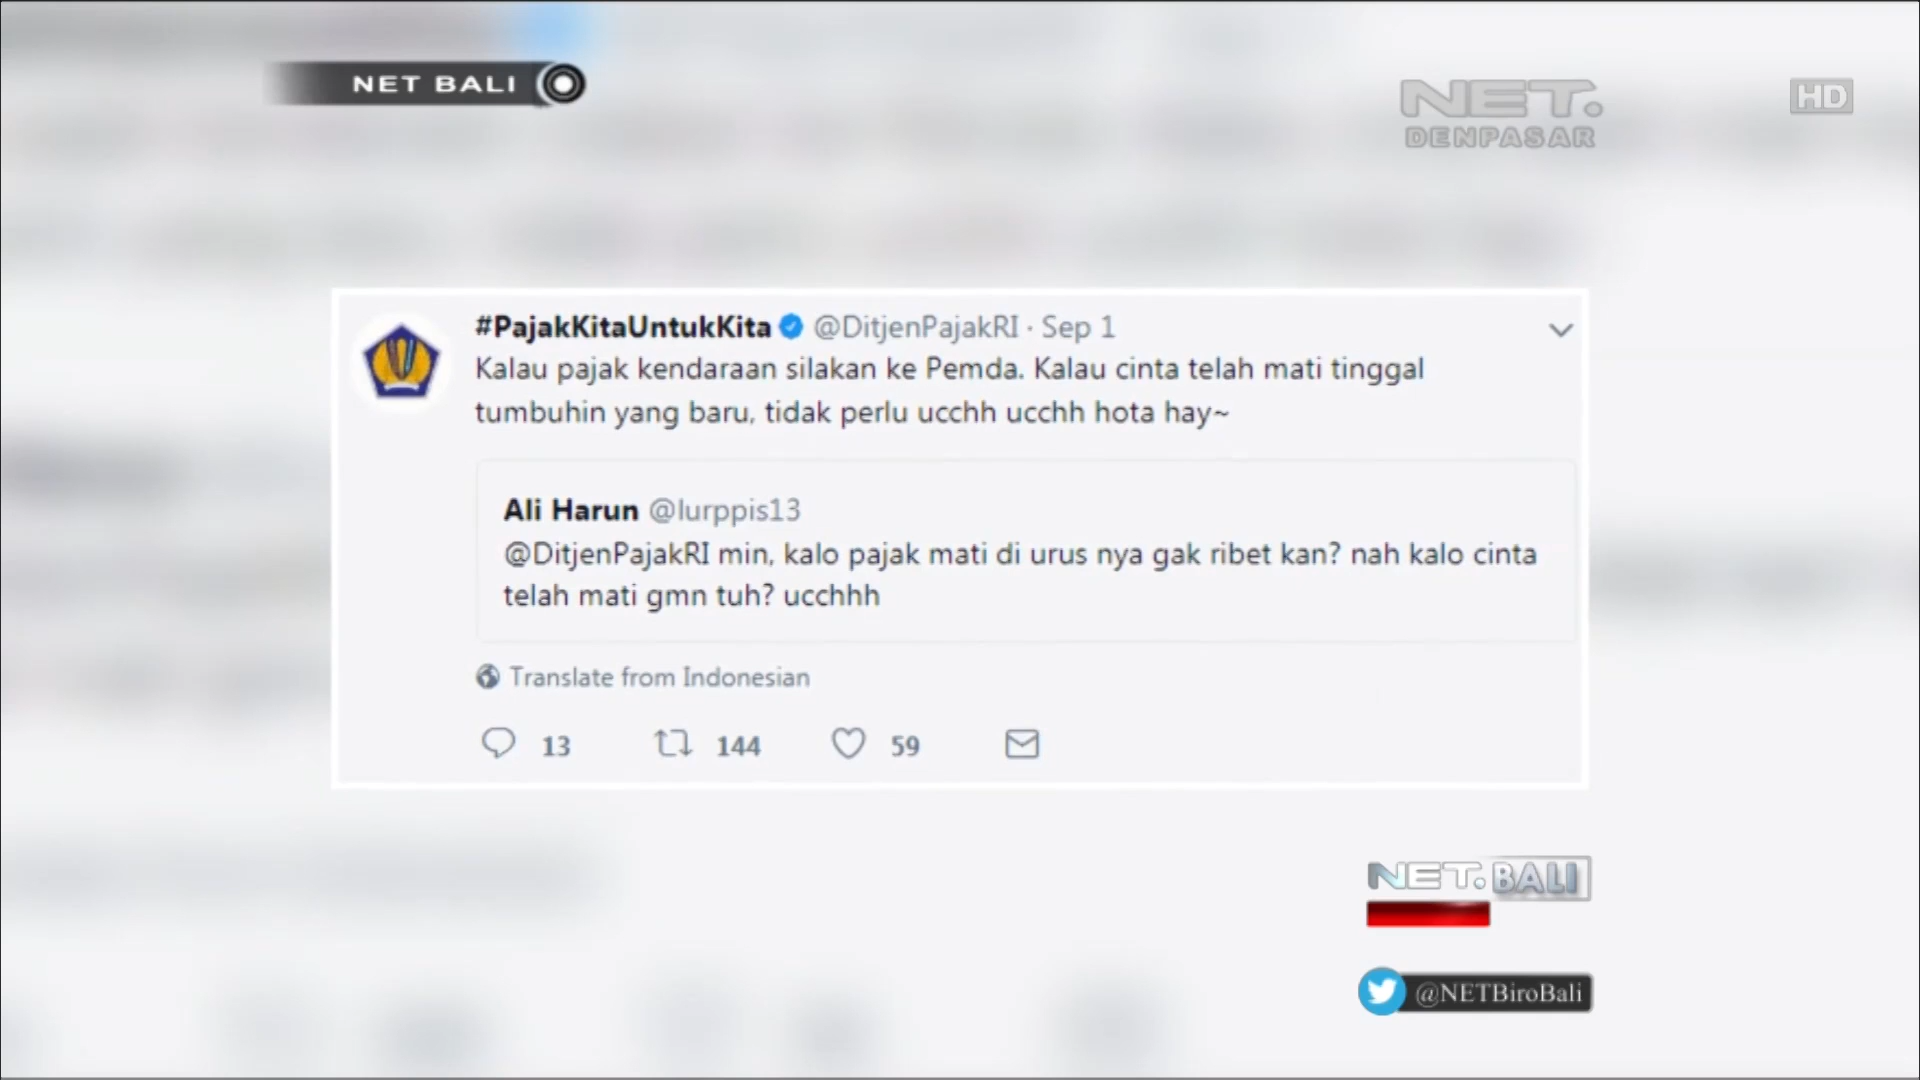 NET BALI
NET.
DENPASAR
HD
#PajakKitaUntukKita @DitjenPajakRI · Sep 1
Kalau pajak kendaraan silakan ke Pemda. Kalau cinta telah mati tinggal
tumbuhin yang baru, tidak perlu ucchh ucchh hota hay~
Ali Harun @lurppis13
@DitjenPajakRI min, kalo pajak mati di urus nya gak ribet kan? nah kalo cinta
telah mati gmn tuh? ucchhh
Translate from Indonesian
13 144 59
NET. BALI
@NETBiroBali